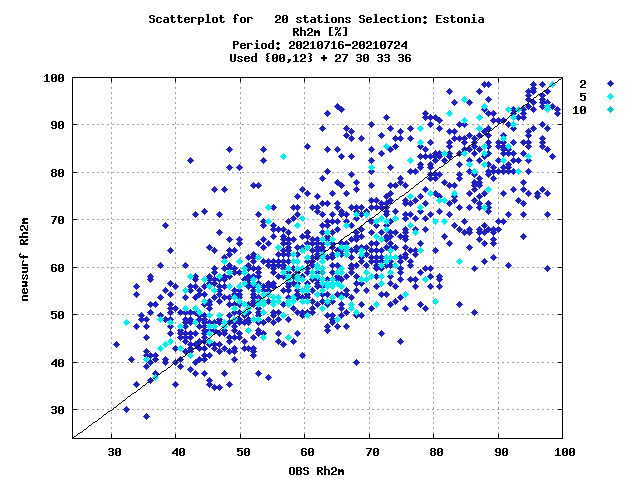 Scatterplot for 20 stations Selection: Estonia
Rh2m [%]
Period: 20210716-20210724
Used {00,12} + 27 30 33 36
100
90
80
70
60
50
40
30
newsurf Rh2m
30 40 50 60 70 80 90 100
OBS Rh2m
2
5
10